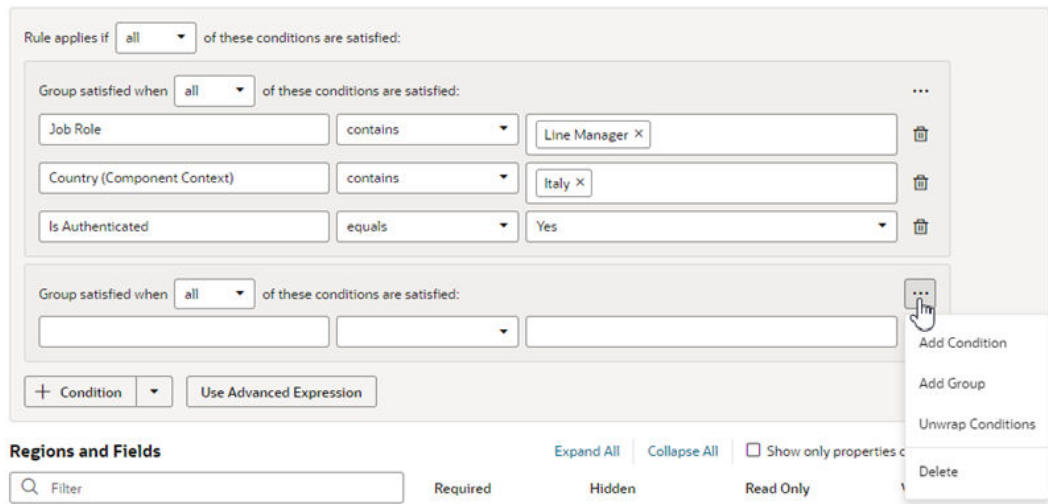 Rule applies if all of these conditions are satisfied:
Group satisfied when all of these conditions are satisfied: ...
Job Role contains Line Manager ×
Country (Component Context) contains Italy ×
Is Authenticated equals Yes
Group satisfied when all of these conditions are satisfied: ...
Add Condition
Add Group
Unwrap Conditions
Delete
+ Condition Use Advanced Expression
Regions and Fields Expand All Collapse All Show only properties
Filter Required Hidden Read Only